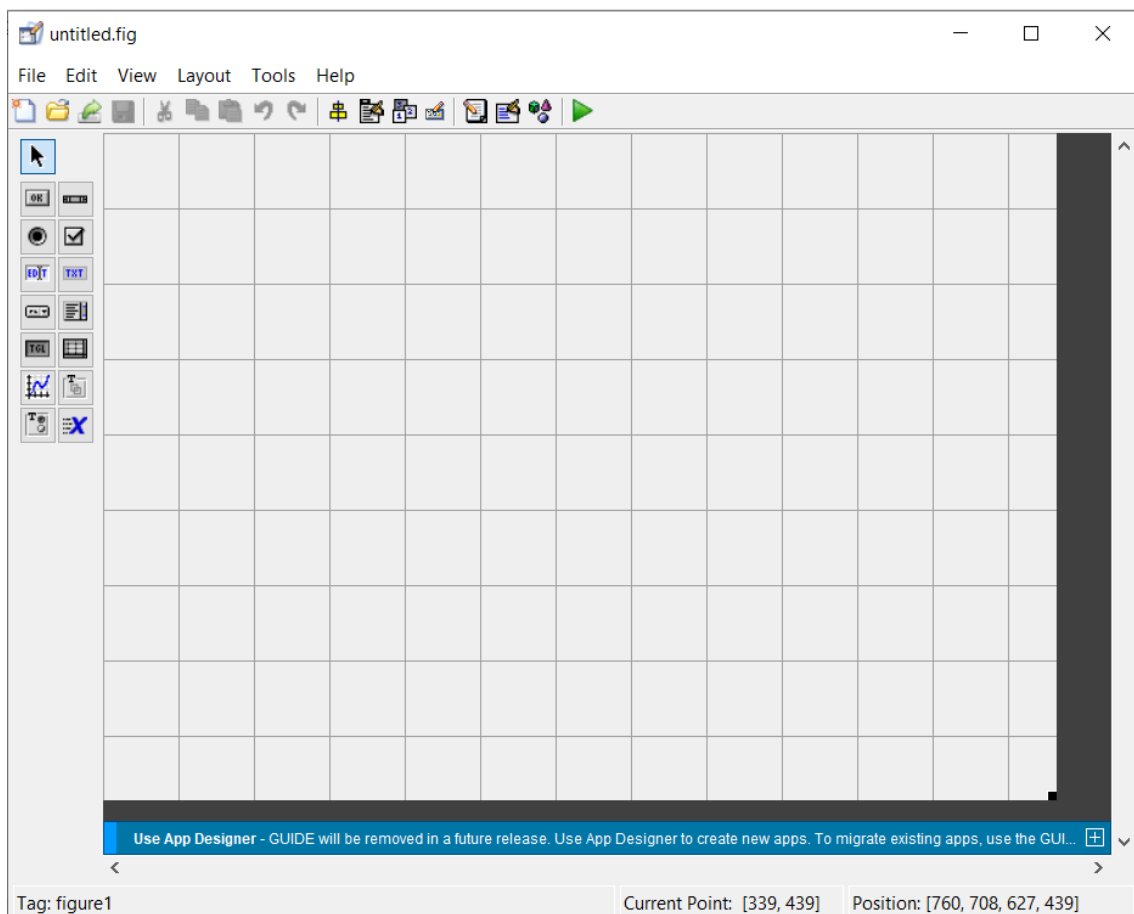 untitled.fig
File Edit View Layout Tools Help
OK
EDIT TXT
TGL
T
T X
Use App Designer - GUIDE will be removed in a future release. Use App Designer to create new apps. To migrate existing apps, use the GUI...
Tag: figure1 Current Point: [339, 439] Position: [760, 708, 627, 439]